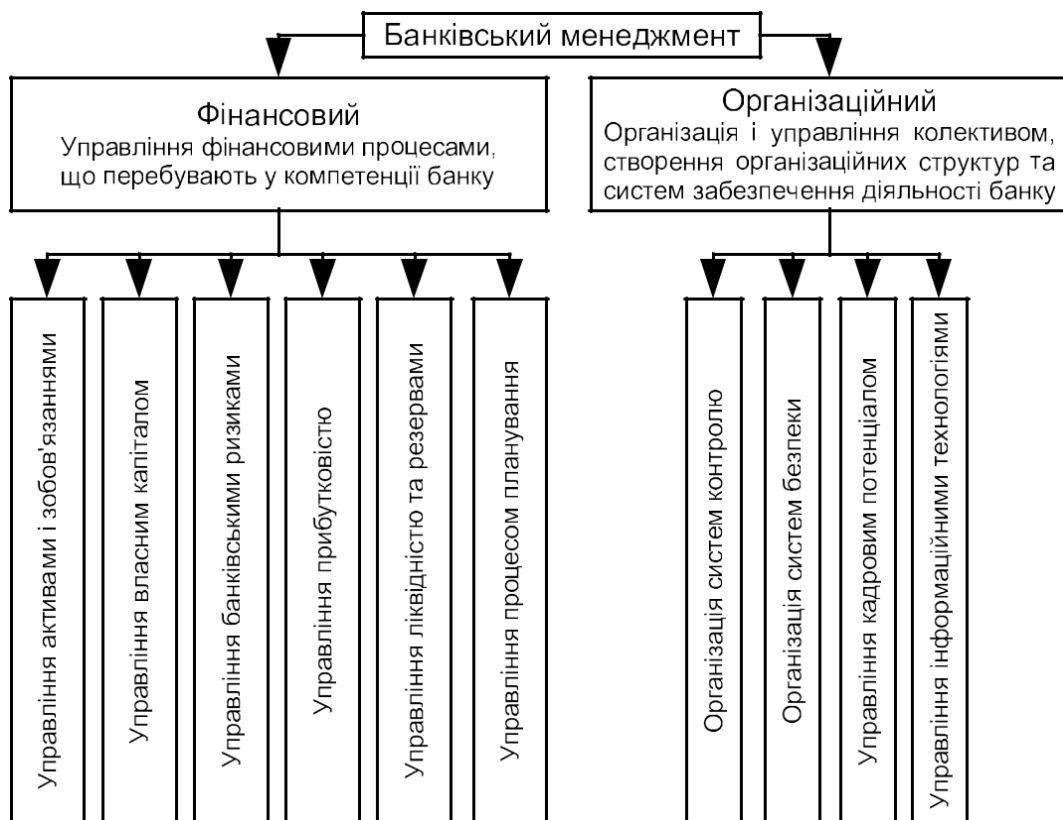 Банківський менеджмент
Фінансовий
Управління фінансовими процесами,
що перебувають у компетенції банку
Організаційний
Організація і управління колективом,
створення організаційних структур та
систем забезпечення діяльності банку
Управління активами і зобов'язаннями
Управління власним капіталом
Управління банківськими ризиками
Управління прибутковістю
Управління ліквідністю та резервами
Управління процесом планування
Організація систем контролю
Організація систем безпеки
Управління кадровим потенціалом
Управління інформаційними технологіями